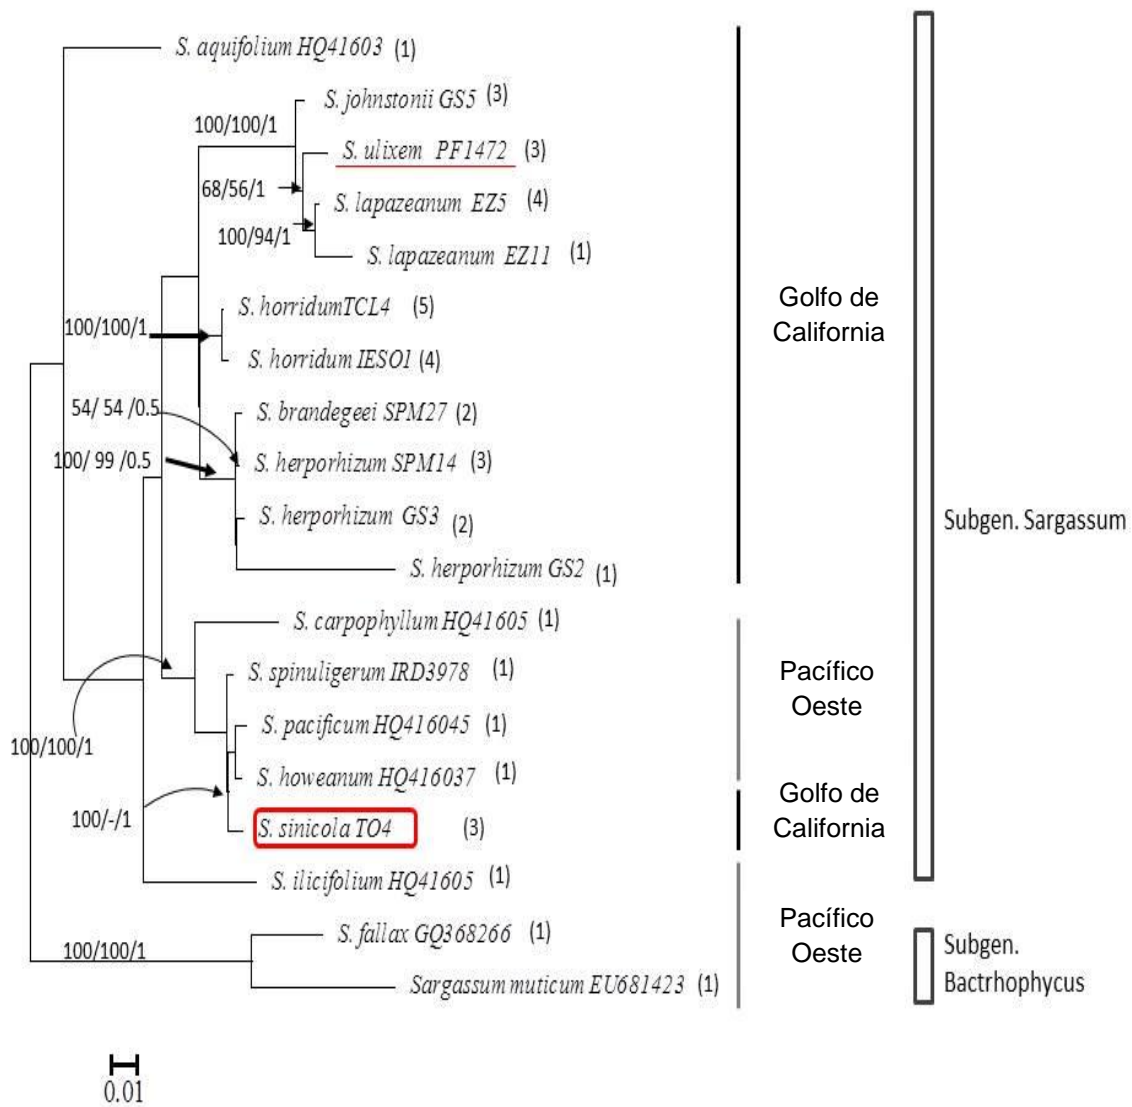 S. aquifolium HQ41603 (1)
S. johnstonii GS5 (3)
100/100/1
S. ulixem PF1472 (3)
68/56/1
S. lapazeanum EZ5 (4)
100/94/1
S. lapazeanum EZ11 (1)
S. horridumTCL4 (5)
100/100/1
S. horridum IESO1 (4)
54/ 54 /0.5
S. brandegeei SPM27 (2)
100/ 99 /0.5
S. herporhizum SPM14 (3)
S. herporhizum GS3 (2)
S. herporhizum GS2 (1)
S. carpophyllum HQ41605 (1)
S. spinuligerum IRD3978 (1)
S. pacificum HQ416045 (1)
100/100/1
S. howeanum HQ416037 (1)
100/-/1
S. sinicola TO4 (3)
S. ilicifolium HQ41605 (1)
S. fallax GQ368266 (1)
100/100/1
Sargassum muticum EU681423 (1)
Golfo de
California
Pacífico
Oeste
Golfo de
California
Pacífico
Oeste
Subgen. Sargassum
Subgen.
Bactrhophycus
0.01